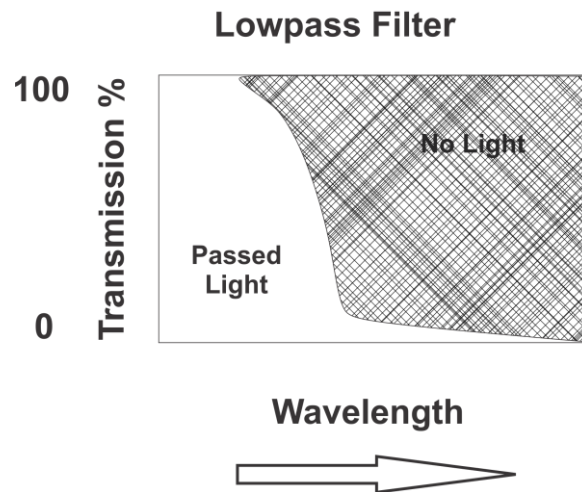 Lowpass Filter
100
Transmission %
No Light
Passed
Light
0
Wavelength